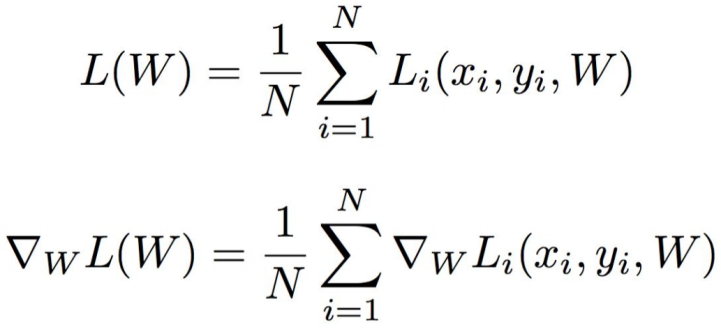 L(W) = \frac{1}{N} \sum_{i=1}^{N} L_i(x_i, y_i, W)
\nabla_W L(W) = \frac{1}{N} \sum_{i=1}^{N} \nabla_W L_i(x_i, y_i, W)